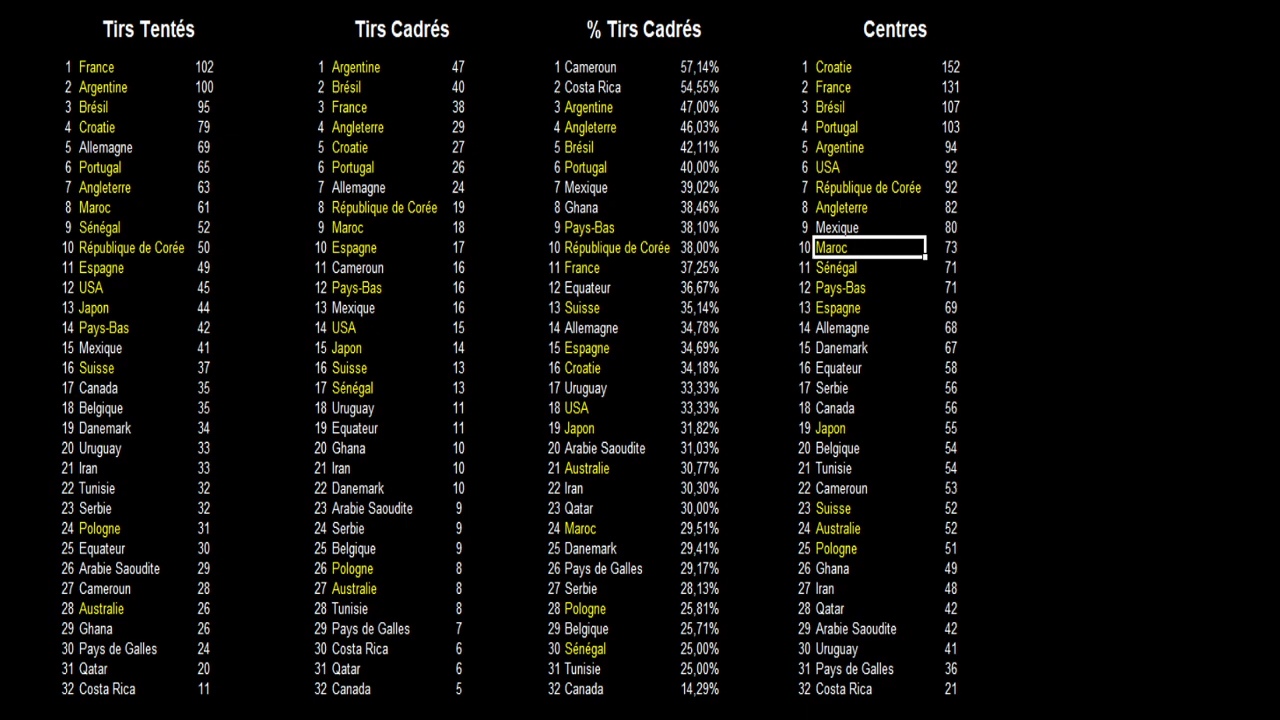 Tirs Tentés Tirs Cadrés % Tirs Cadrés Centres
1 France 102 1 Argentine 47 1 Cameroun 57,14% 1 Croatie 152
2 Argentine 100 2 Brésil 40 2 Costa Rica 54,55% 2 France 131
3 Brésil 95 3 France 38 3 Argentine 47,00% 3 Brésil 107
4 Croatie 79 4 Angleterre 29 4 Angleterre 46,03% 4 Portugal 103
5 Allemagne 69 5 Croatie 27 5 Brésil 42,11% 5 Argentine 94
6 Portugal 65 6 Portugal 26 6 Portugal 40,00% 6 USA 92
7 Angleterre 63 7 Allemagne 24 7 Mexique 39,02% 7 République de Corée 92
8 Maroc 61 8 République de Corée 19 8 Ghana 38,46% 8 Angleterre 82
9 Sénégal 52 9 Maroc 18 9 Pays-Bas 38,10% 9 Mexique 80
10 République de Corée 50 10 Espagne 17 10 République de Corée 38,00% 10 Maroc 73
11 Espagne 49 11 Cameroun 16 11 France 37,25% 11 Sénégal 71
12 USA 45 12 Pays-Bas 16 12 Equateur 36,67% 12 Pays-Bas 71
13 Japon 44 13 Mexique 16 13 Suisse 35,14% 13 Espagne 69
14 Pays-Bas 42 14 USA 15 14 Allemagne 34,78% 14 Allemagne 68
15 Mexique 41 15 Japon 14 15 Espagne 34,69% 15 Danemark 67
16 Suisse 37 16 Suisse 13 16 Croatie 34,18% 16 Equateur 58
17 Canada 35 17 Sénégal 13 17 Uruguay 33,33% 17 Serbie 56
18 Belgique 35 18 Uruguay 11 18 USA 33,33% 18 Canada 56
19 Danemark 34 19 Equateur 11 19 Japon 31,82% 19 Japon 55
20 Uruguay 33 20 Ghana 10 20 Arabie Saoudite 31,03% 20 Belgique 54
21 Iran 33 21 Iran 10 21 Australie 30,77% 21 Tunisie 54
22 Tunisie 32 22 Danemark 10 22 Iran 30,30% 22 Cameroun 53
23 Serbie 32 23 Arabie Saoudite 9 23 Qatar 30,00% 23 Suisse 52
24 Pologne 31 24 Serbie 9 24 Maroc 29,51% 24 Australie 52
25 Equateur 30 25 Belgique 9 25 Danemark 29,41% 25 Pologne 51
26 Arabie Saoudite 29 26 Pologne 8 26 Pays de Galles 29,17% 26 Ghana 49
27 Cameroun 28 27 Australie 8 27 Serbie 28,13% 27 Iran 48
28 Australie 26 28 Tunisie 8 28 Pologne 25,81% 28 Qatar 42
29 Ghana 26 29 Pays de Galles 7 29 Belgique 25,71% 29 Arabie Saoudite 42
30 Pays de Galles 24 30 Costa Rica 6 30 Sénégal 25,00% 30 Uruguay 41
31 Qatar 20 31 Qatar 6 31 Tunisie 25,00% 31 Pays de Galles 36
32 Costa Rica 11 32 Canada 5 32 Canada 14,29% 32 Costa Rica 21